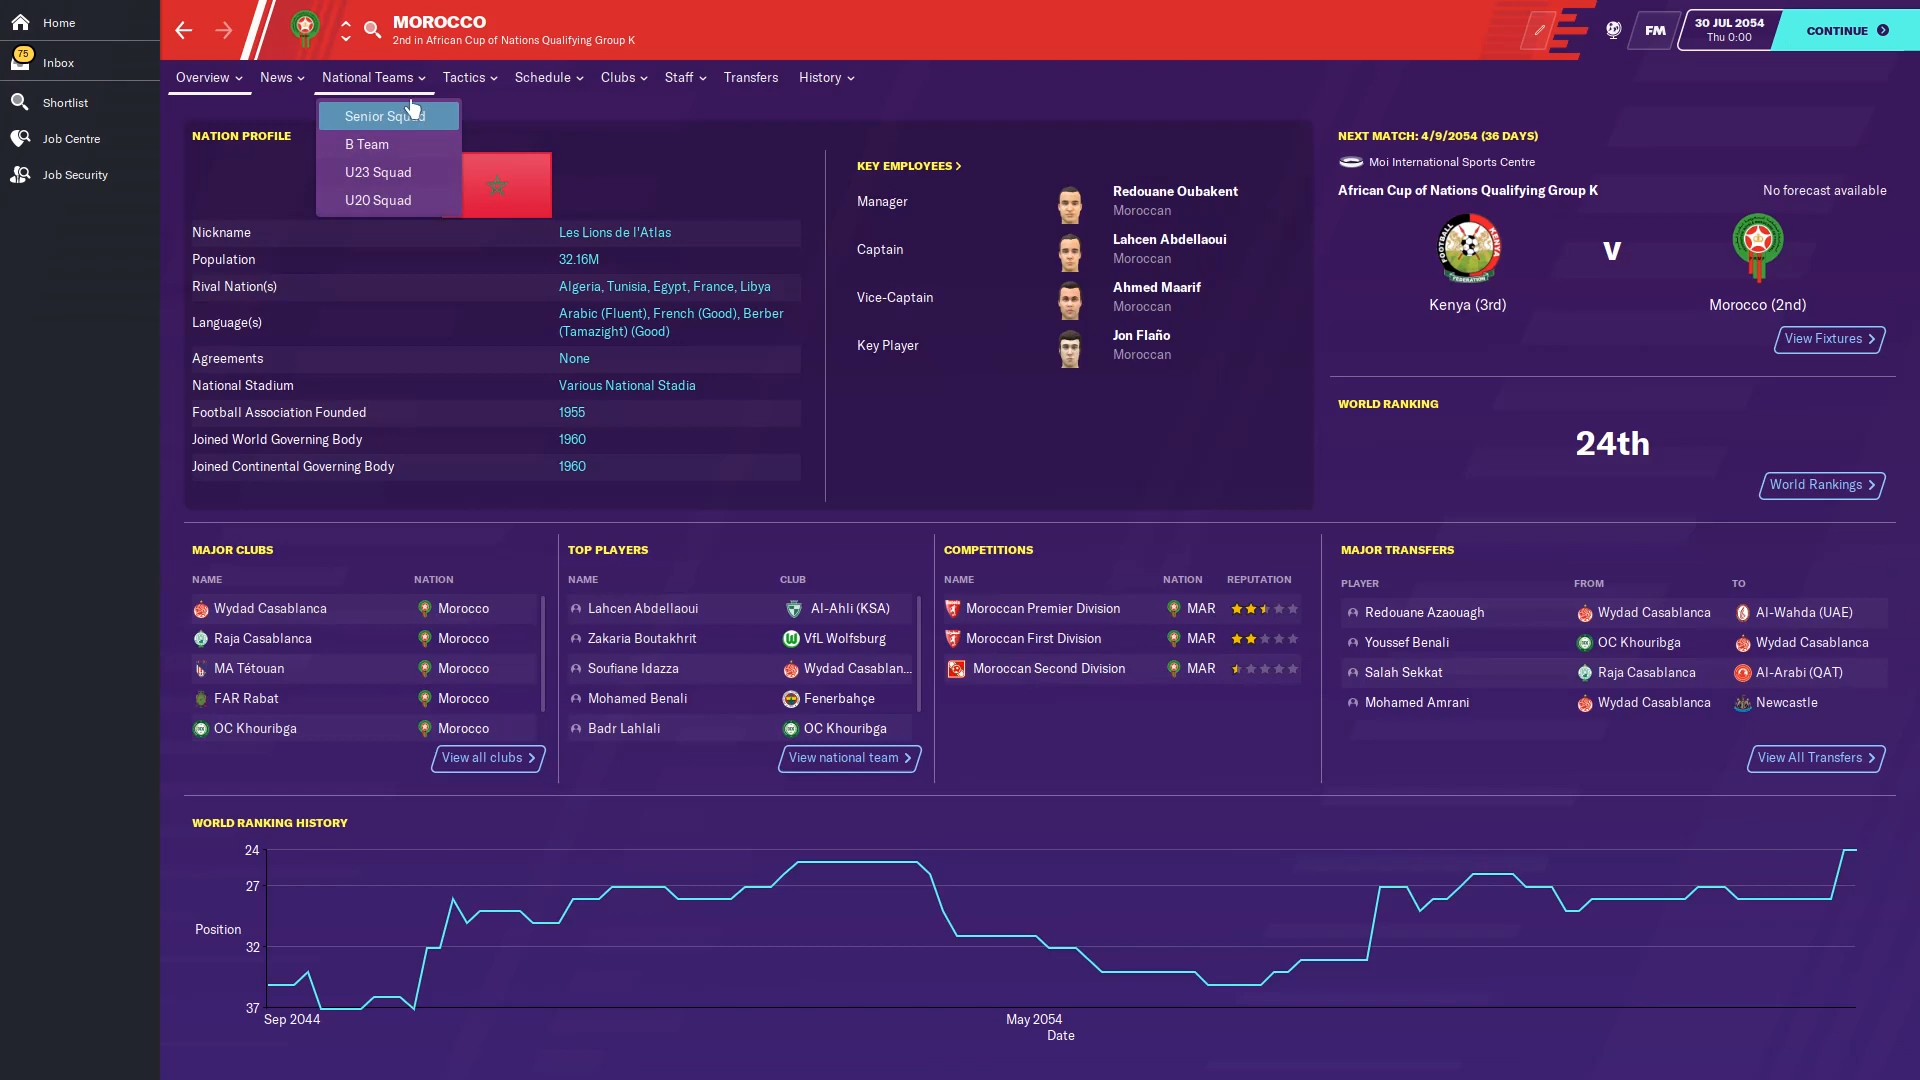 Home
75
Inbox
Shortlist
Job Centre
Job Security
MOROCCO
2nd in African Cup of Nations Qualifying Group K
FM
30 JUL 2054
Thu 0:00
CONTINUE
Overview
News
National Teams
Tactics
Schedule
Clubs
Staff
Transfers
History
Senior Squad
B Team
U23 Squad
U20 Squad
NATION PROFILE
Nickname Les Lions de l'Atlas
Population 32.16M
Rival Nation(s) Algeria, Tunisia, Egypt, France, Libya
Language(s) Arabic (Fluent), French (Good), Berber
(Tamazight) (Good)
Agreements None
National Stadium Various National Stadia
Football Association Founded 1955
Joined World Governing Body 1960
Joined Continental Governing Body 1960
KEY EMPLOYEES
Manager Redouane Oubakent
Moroccan
Captain Lahcen Abdellaoui
Moroccan
Vice-Captain Ahmed Maarif
Moroccan
Key Player Jon Flaño
Moroccan
NEXT MATCH: 4/9/2054 (36 DAYS)
Moi International Sports Centre
African Cup of Nations Qualifying Group K No forecast available
v
Kenya (3rd) Morocco (2nd)
View Fixtures
WORLD RANKING
24th
World Rankings
MAJOR CLUBS
NAME NATION
Wydad Casablanca Morocco
Raja Casablanca Morocco
MA Tétouan Morocco
FAR Rabat Morocco
OC Khouribga Morocco
View all clubs
TOP PLAYERS
NAME CLUB
Lahcen Abdellaoui Al-Ahli (KSA)
Zakaria Boutakhrit VfL Wolfsburg
Soufiane Idazza Wydad Casablan...
Mohamed Benali Fenerbahçe
Badr Lahlali OC Khouribga
View national team
COMPETITIONS
NAME NATION REPUTATION
Moroccan Premier Division MAR
Moroccan First Division MAR
Moroccan Second Division MAR
MAJOR TRANSFERS
PLAYER FROM TO
Redouane Azaouagh Wydad Casablanca Al-Wahda (UAE)
Youssef Benali OC Khouribga Wydad Casablanca
Salah Sekkat Raja Casablanca Al-Arabi (QAT)
Mohamed Amrani Wydad Casablanca Newcastle
View All Transfers
WORLD RANKING HISTORY
24
27
Position
32
37
Sep 2044 May 2054
Date